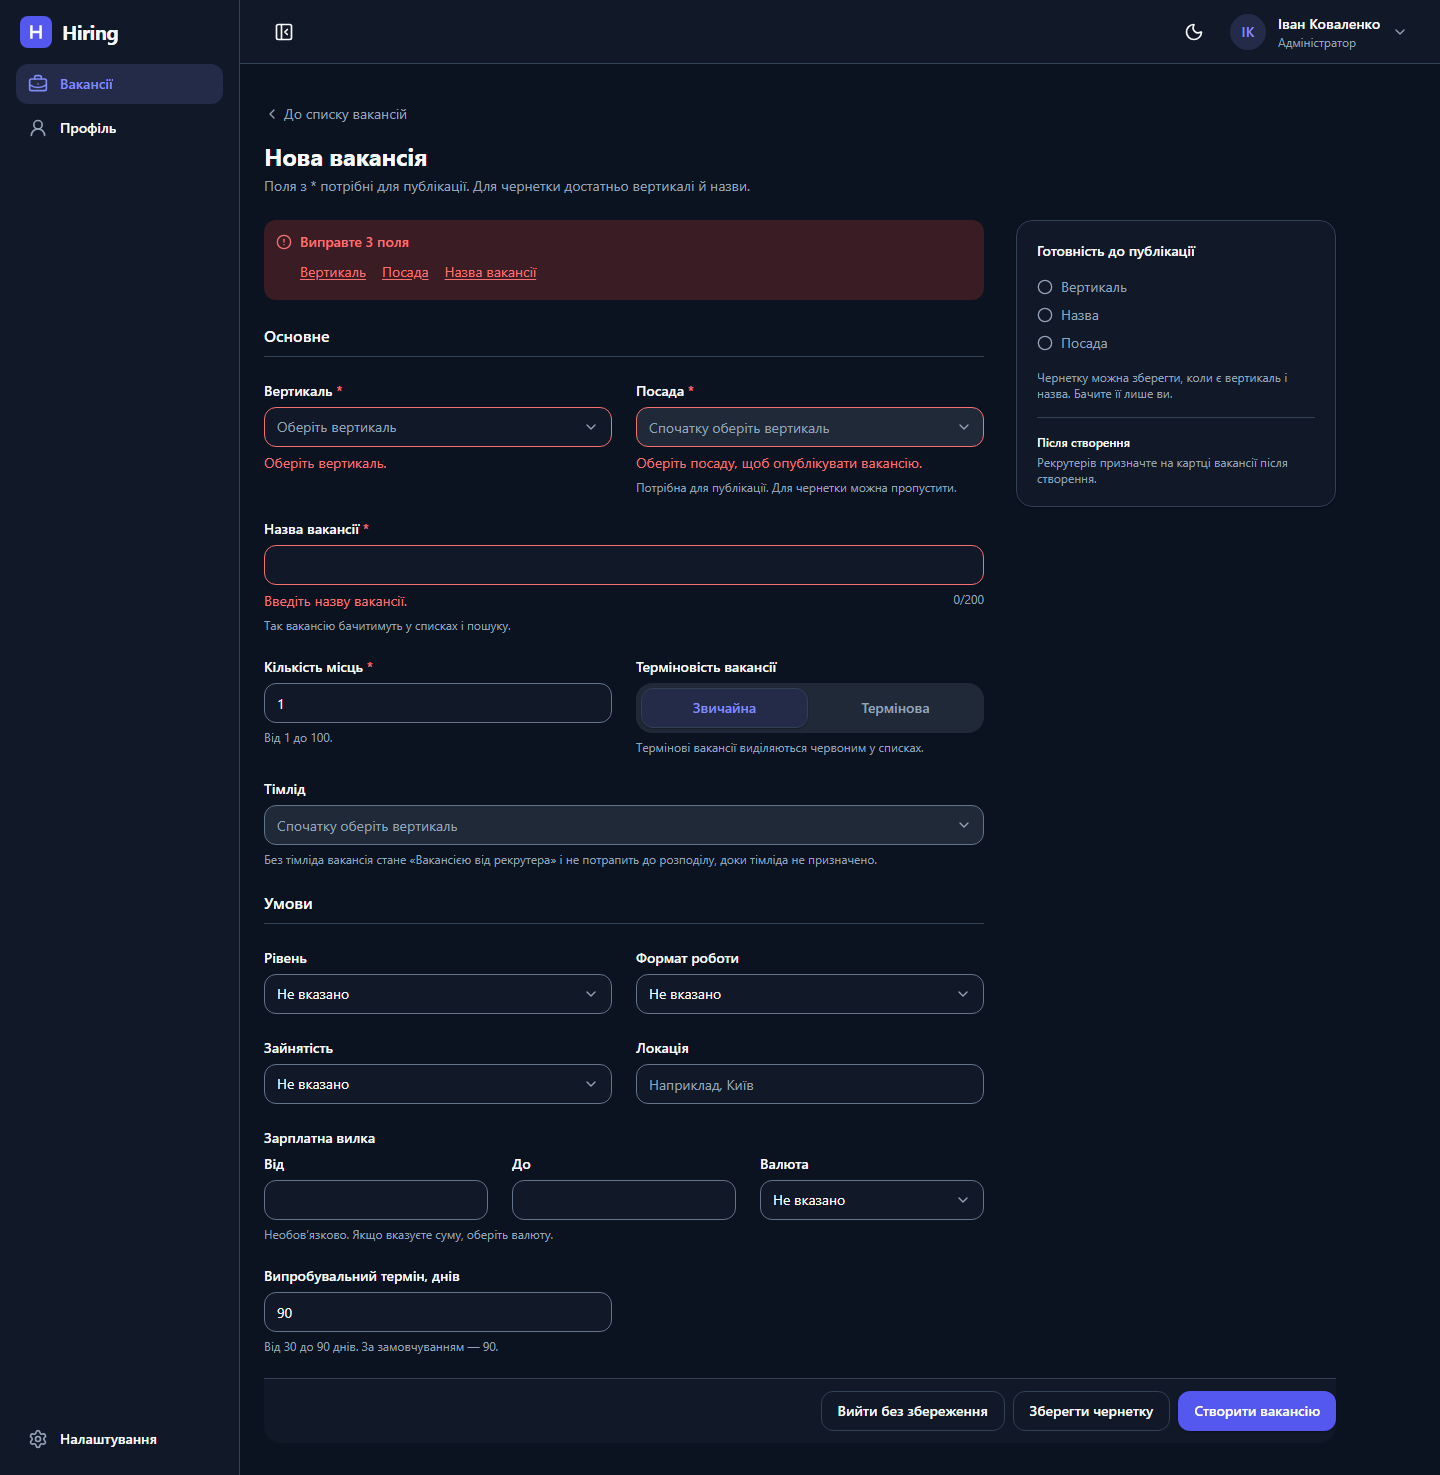 H Hiring
Вакансії
Профіль
Налаштування
ІК
Іван Коваленко
Адміністратор
До списку вакансій
Нова вакансія
Поля з * потрібні для публікації. Для чернетки достатньо вертикалі й назви.
Виправте 3 поля
Вертикаль Посада Назва вакансії
Основне
Вертикаль *
Оберіть вертикаль
Оберіть вертикаль.
Посада *
Спочатку оберіть вертикаль
Оберіть посаду, щоб опублікувати вакансію.
Потрібна для публікації. Для чернетки можна пропустити.
Назва вакансії *
Введіть назву вакансії.
0/200
Так вакансію бачитимуть у списках і пошуку.
Кількість місць *
1
Від 1 до 100.
Терміновість вакансії
Звичайна Термінова
Термінові вакансії виділяються червоним у списках.
Тімлід
Спочатку оберіть вертикаль
Без тімліда вакансія стане «Вакансією від рекрутера» і не потрапить до розподілу, доки тімліда не призначено.
Умови
Рівень
Не вказано
Формат роботи
Не вказано
Зайнятість
Не вказано
Локація
Наприклад, Київ
Зарплатна вилка
Від
До
Валюта
Не вказано
Необов'язково. Якщо вказуєте суму, оберіть валюту.
Випробувальний термін, днів
90
Від 30 до 90 днів. За замовчуванням — 90.
Готовність до публікації
Вертикаль
Назва
Посада
Чернетку можна зберегти, коли є вертикаль і
назва. Бачите її лише ви.
Після створення
Рекрутерів призначте на картці вакансії після
створення.
Вийти без збереження
Зберегти чернетку
Створити вакансію